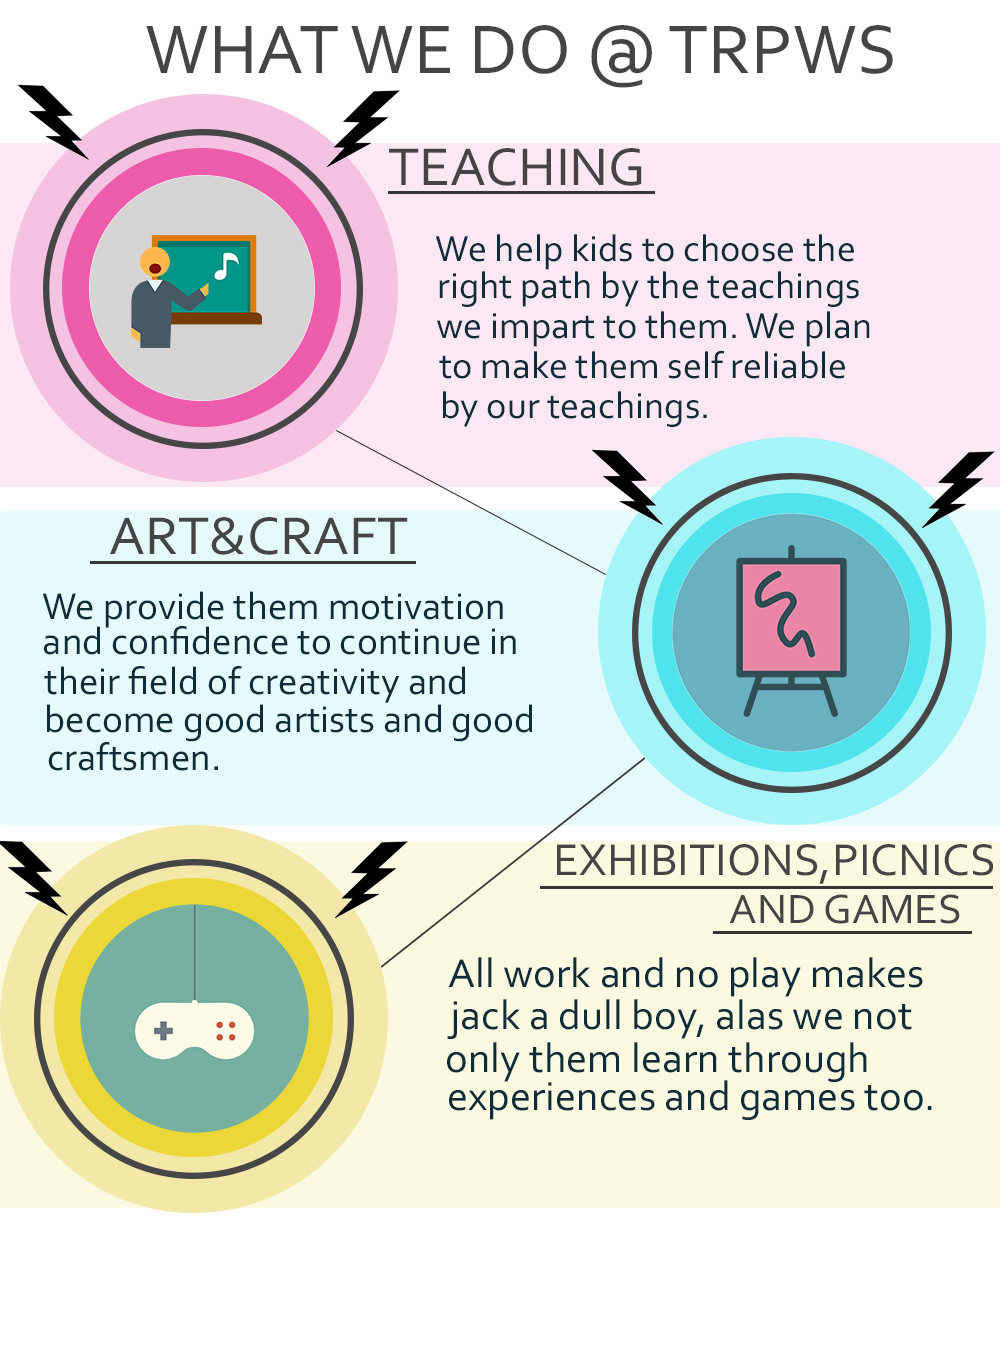 WHAT WE DO @ TRPWS
TEACHING
We help kids to choose the
right path by the teachings
we impart to them. We plan
to make them self reliable
by our teachings.
ART&CRAFT
We provide them motivation
and confidence to continue in
their field of creativity and
become good artists and good
craftsmen.
EXHIBITIONS,PICNICS
AND GAMES
All work and no play makes
jack a dull boy, alas we not
only them learn through
experiences and games too.